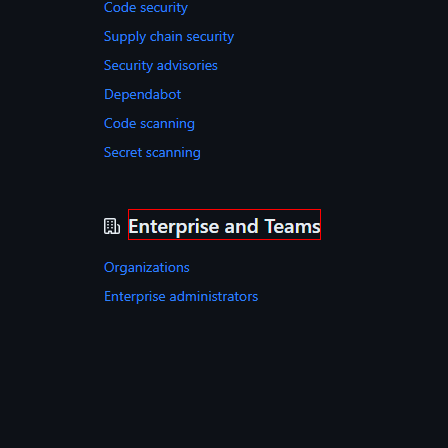 Code security
Supply chain security
Security advisories
Dependabot
Code scanning
Secret scanning
Enterprise and Teams
Organizations
Enterprise administrators